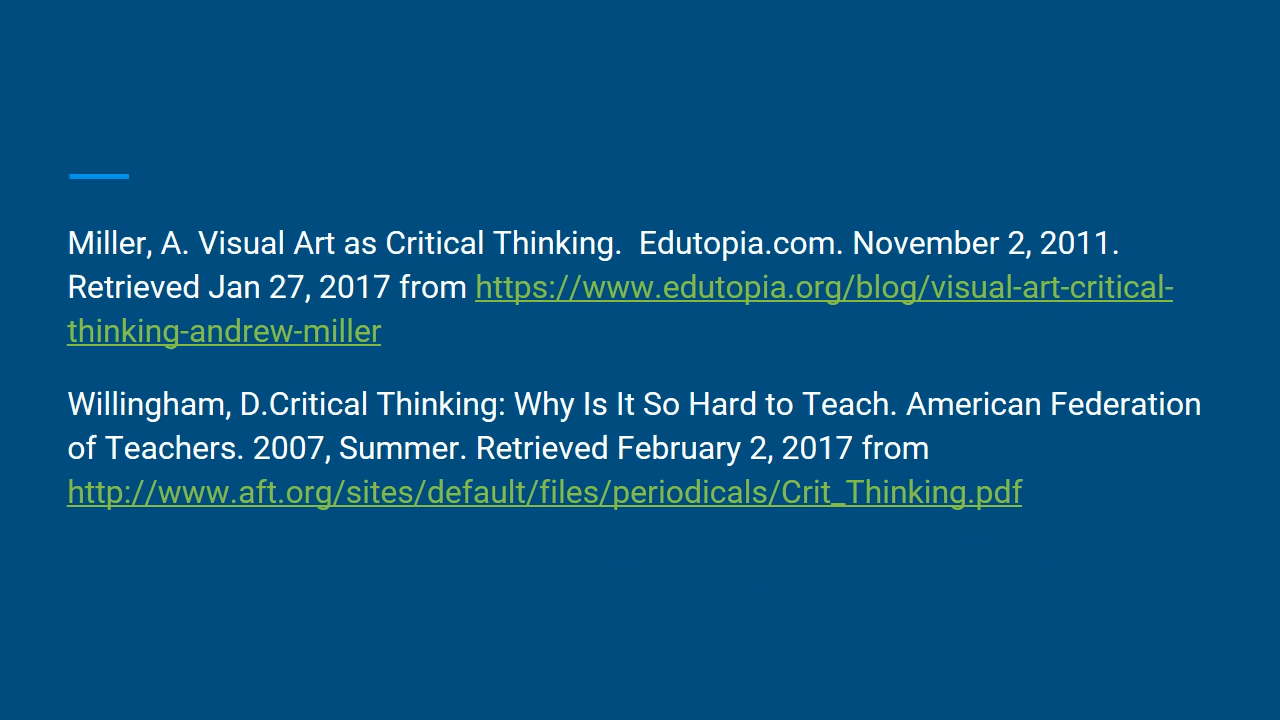 Miller, A. Visual Art as Critical Thinking.  Edutopia.com. November 2, 2011.
Retrieved Jan 27, 2017 from https://www.edutopia.org/blog/visual-art-critical-
thinking-andrew-miller
Willingham, D.Critical Thinking: Why Is It So Hard to Teach. American Federation
of Teachers. 2007, Summer. Retrieved February 2, 2017 from
http://www.aft.org/sites/default/files/periodicals/Crit_Thinking.pdf